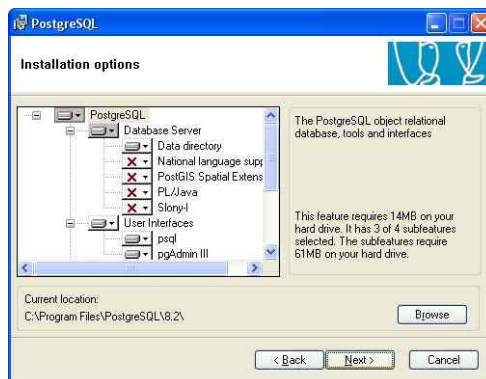 PostgreSQL
Installation options
PostgreSQL
Database Server
Data directory
National language supp
PostGIS Spatial Extens
PL/Java
Slony-I
User Interfaces
psql
pgAdmin III
The PostgreSQL object relational
database, tools and interfaces
This feature requires 14MB on your
hard drive. It has 3 of 4 subfeatures
selected. The subfeatures require
61MB on your hard drive.
Current location:
C:\Program Files\PostgreSQL\8.2\
Browse
< Back
Next >
Cancel